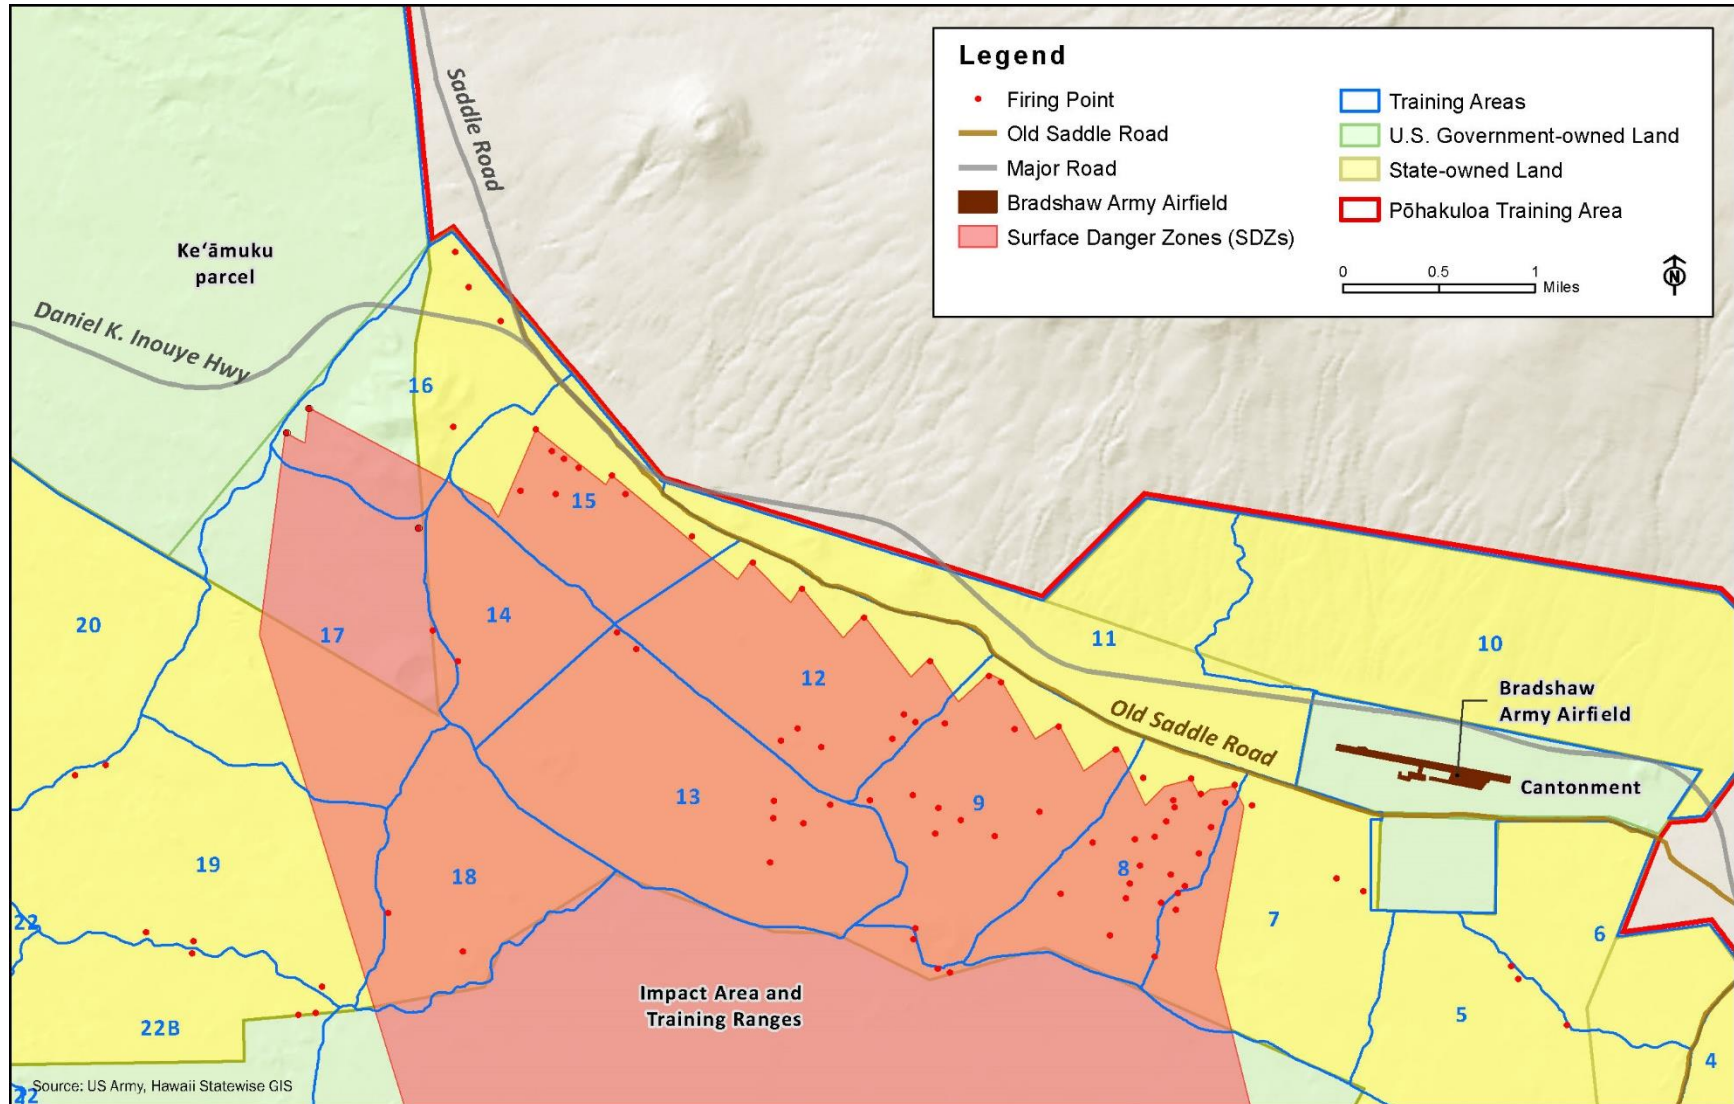 Legend
Firing Point
Old Saddle Road
Major Road
Bradshaw Army Airfield
Surface Danger Zones (SDZs)
Training Areas
U.S. Government-owned Land
State-owned Land
Pōhakuloa Training Area
0 0.5 1
Miles
N
Saddle Road
Keʻāmuku
parcel
Daniel K. Inouye Hwy
16
15
20
17
14
11
10
12
Bradshaw
Army Airfield
Old Saddle Road
13
9
Cantonment
19
18
8
22
7
6
Impact Area and
Training Ranges
22B
5
4
22
Source: US Army, Hawaii Statewise GIS